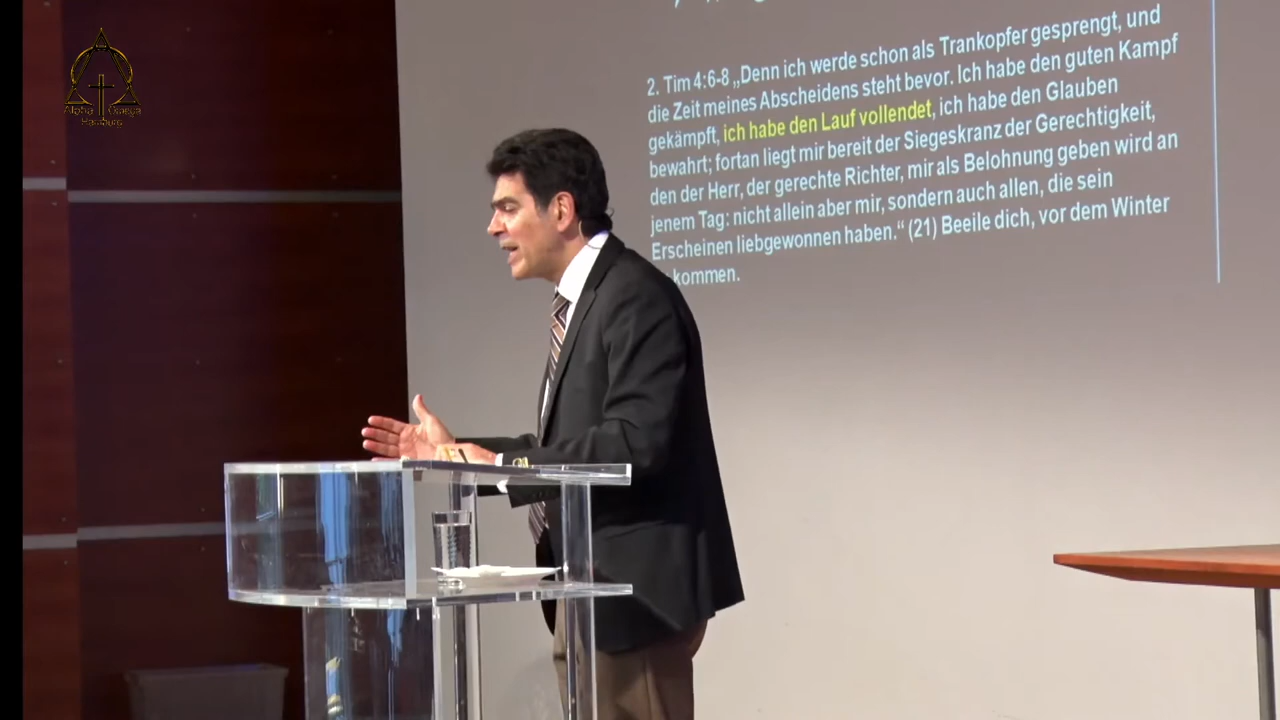 Alpha Omega
Hamburg
2. Tim 4:6-8 „Denn ich werde schon als Trankopfer gesprengt, und
die Zeit meines Abscheidens steht bevor. Ich habe den guten Kampf
gekämpft, ich habe den Lauf vollendet, ich habe den Glauben
bewahrt; fortan liegt mir bereit der Siegeskranz der Gerechtigkeit,
den der Herr, der gerechte Richter, mir als Belohnung geben wird an
jenem Tag: nicht allein aber mir, sondern auch allen, die sein
Erscheinen liebgewonnen haben.“ (21) Beeile dich, vor dem Winter
kommen.